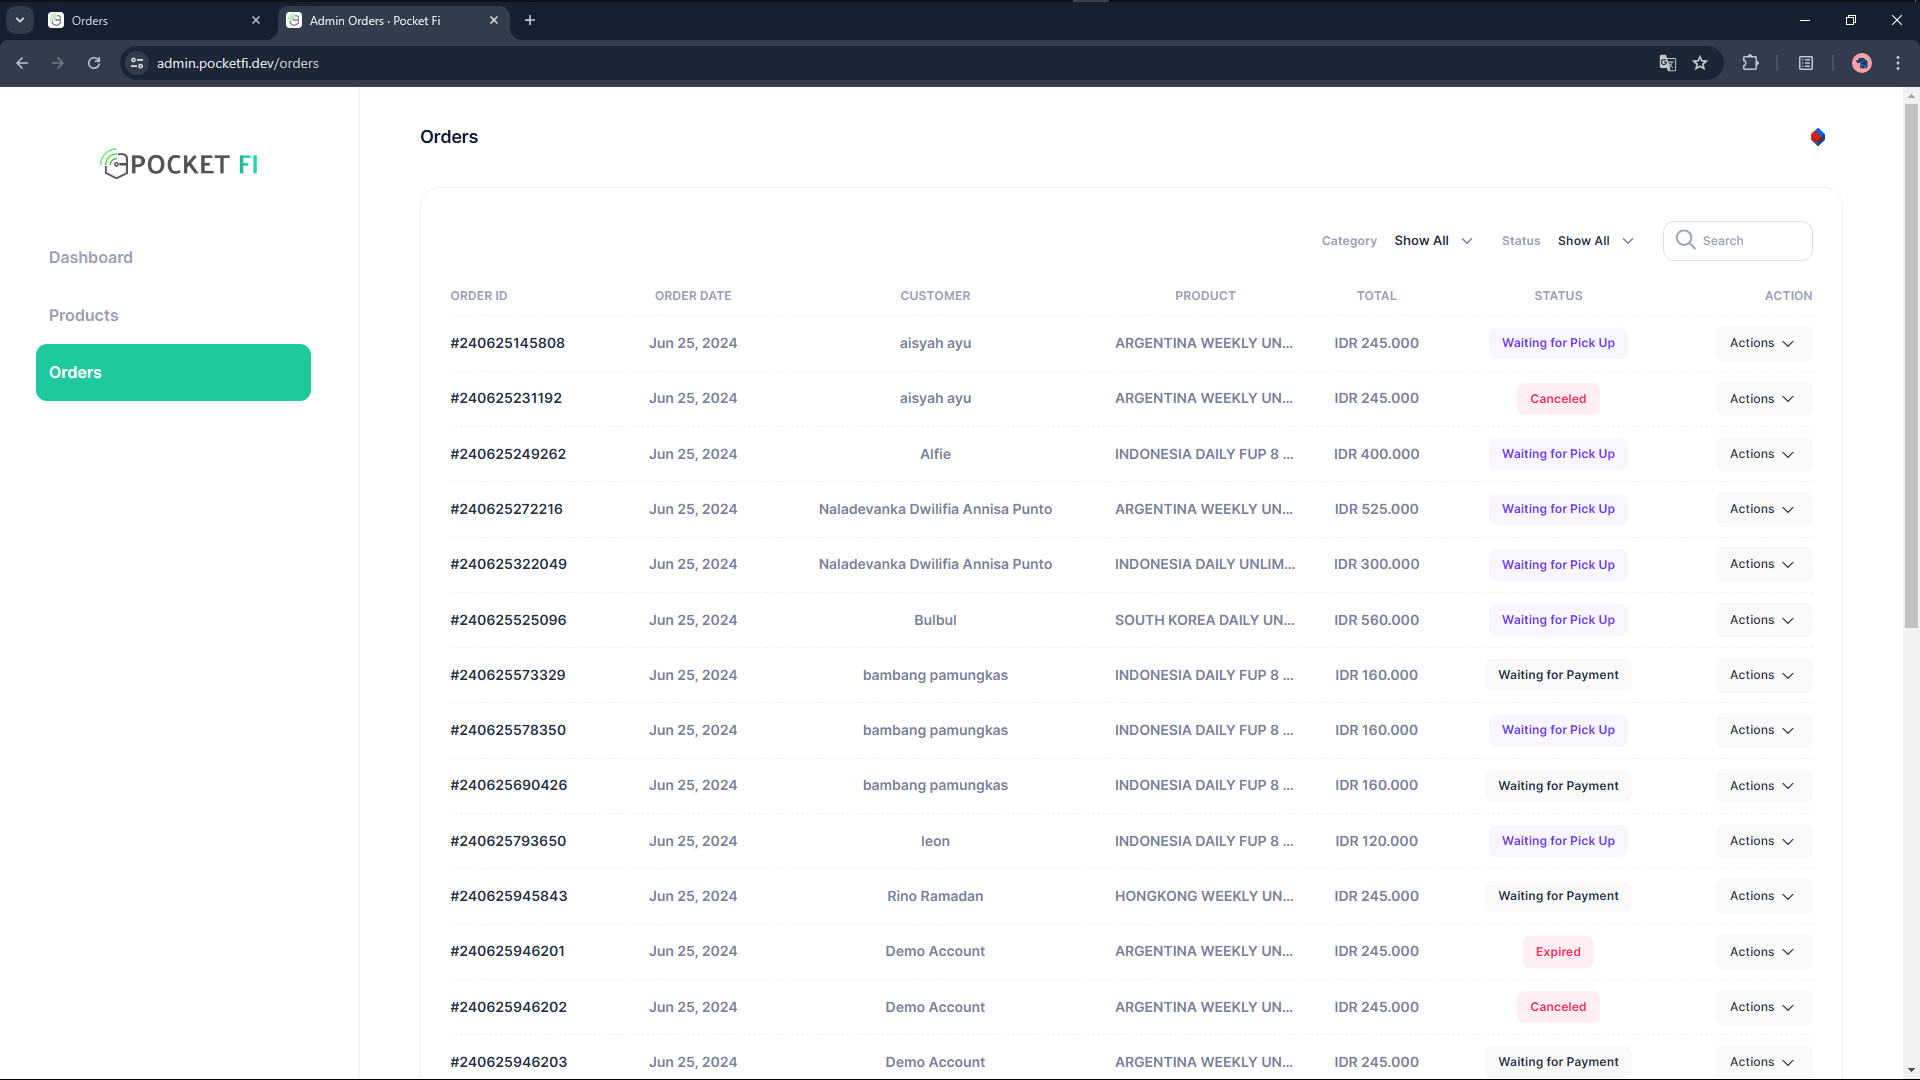 Orders
Admin Orders · Pocket Fi
admin.pocketfi.dev/orders
POCKET FI
Dashboard
Products
Orders
Orders
Category Show All Status Show All Search
ORDER ID ORDER DATE CUSTOMER PRODUCT TOTAL STATUS ACTION
#240625145808 Jun 25, 2024 aisyah ayu ARGENTINA WEEKLY UN... IDR 245.000 Waiting for Pick Up Actions
#240625231192 Jun 25, 2024 aisyah ayu ARGENTINA WEEKLY UN... IDR 245.000 Canceled Actions
#240625249262 Jun 25, 2024 Alfie INDONESIA DAILY FUP 8 ... IDR 400.000 Waiting for Pick Up Actions
#240625272216 Jun 25, 2024 Naladevanka Dwilifia Annisa Punto ARGENTINA WEEKLY UN... IDR 525.000 Waiting for Pick Up Actions
#240625322049 Jun 25, 2024 Naladevanka Dwilifia Annisa Punto INDONESIA DAILY UNLIM... IDR 300.000 Waiting for Pick Up Actions
#240625525096 Jun 25, 2024 Bulbul SOUTH KOREA DAILY UN... IDR 560.000 Waiting for Pick Up Actions
#240625573329 Jun 25, 2024 bambang pamungkas INDONESIA DAILY FUP 8 ... IDR 160.000 Waiting for Payment Actions
#240625578350 Jun 25, 2024 bambang pamungkas INDONESIA DAILY FUP 8 ... IDR 160.000 Waiting for Pick Up Actions
#240625690426 Jun 25, 2024 bambang pamungkas INDONESIA DAILY FUP 8 ... IDR 160.000 Waiting for Payment Actions
#240625793650 Jun 25, 2024 leon INDONESIA DAILY FUP 8 ... IDR 120.000 Waiting for Pick Up Actions
#240625945843 Jun 25, 2024 Rino Ramadan HONGKONG WEEKLY UN... IDR 245.000 Waiting for Payment Actions
#240625946201 Jun 25, 2024 Demo Account ARGENTINA WEEKLY UN... IDR 245.000 Expired Actions
#240625946202 Jun 25, 2024 Demo Account ARGENTINA WEEKLY UN... IDR 245.000 Canceled Actions
#240625946203 Jun 25, 2024 Demo Account ARGENTINA WEEKLY UN... IDR 245.000 Waiting for Payment Actions